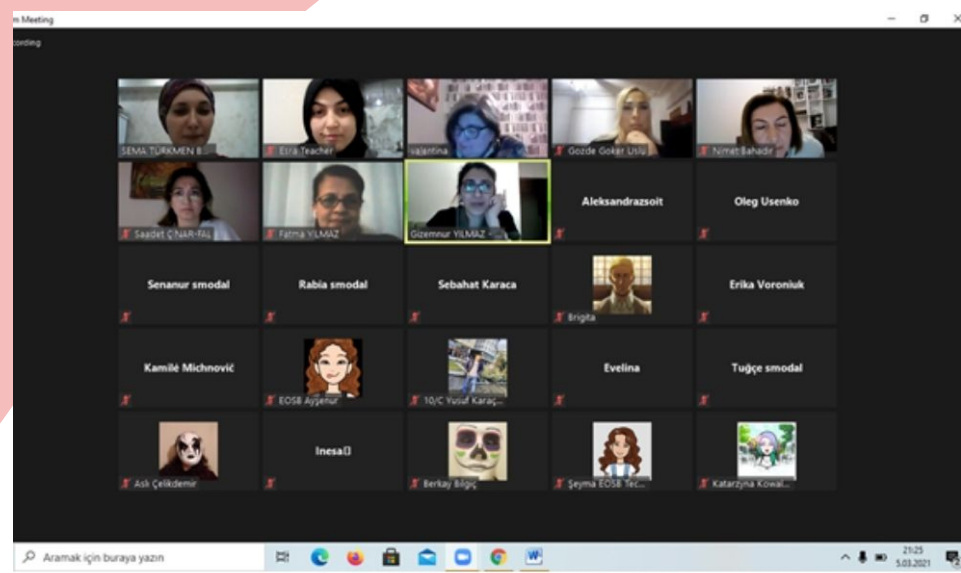 m Meeting
cording
SEMA TÜRKMEN B...
Esra Teacher
valentina
Gozde Goker Uslu
Nimet Bahadır
Saadet ÇINAR-FAL
Fatma YILMAZ
Gizemnur YILMAZ -
Aleksandrazsoit
Oleg Usenko
Senanur smodal
Rabia smodal
Sebahat Karaca
Brigita
Erika Voroniuk
Kamilė Michnovič
EOSB Ayşenur
10/C Yusuf Karaç...
Evelina
Tuğçe smodal
Aslı Çelikdemir
Inesa
Berkay Bilgiç
Şeyma EOSB Tec...
Katarzyna Kowal...
Aramak için buraya yazın
21:25
5.03.2021